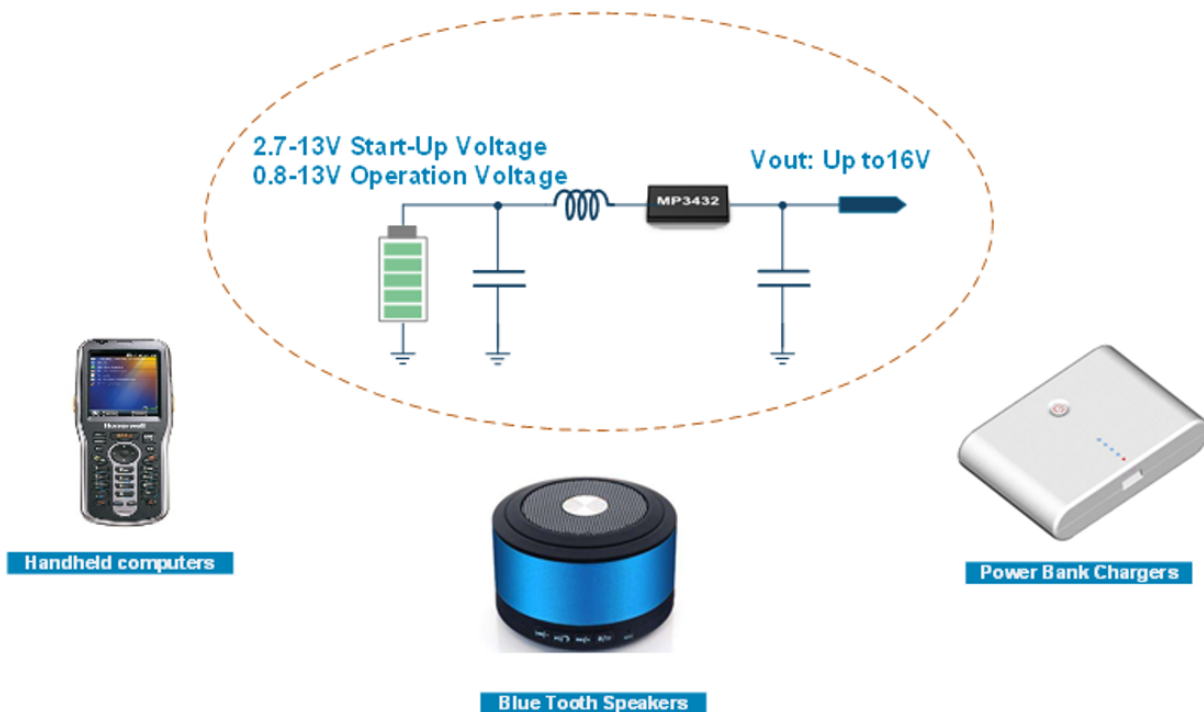 2.7-13V Start-Up Voltage
0.8-13V Operation Voltage
Vout: Up to16V
MP3432
Honeywell
Handheld computers
Power Bank Chargers
Blue Tooth Speakers